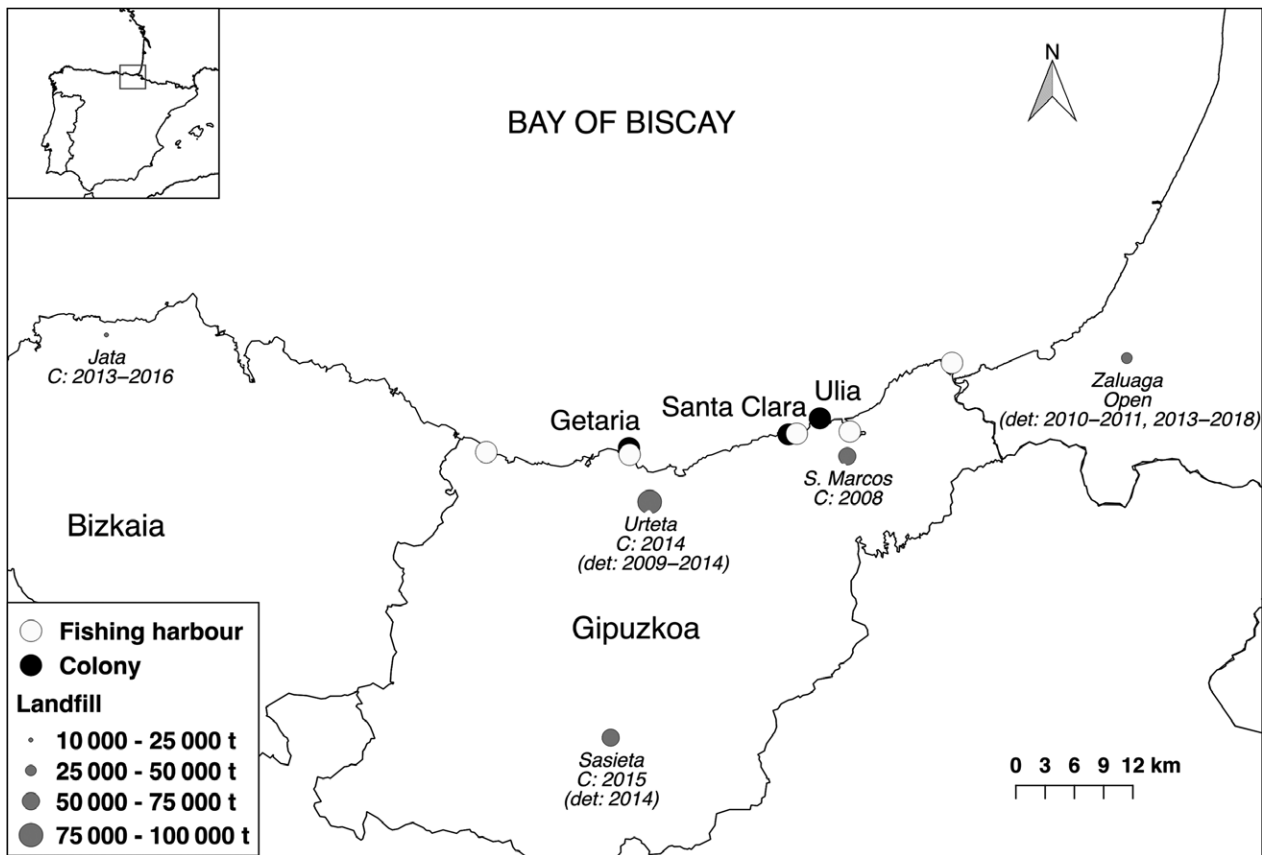 N
BAY OF BISCAY
Jata
C: 2013–2016
Zaluaga
Open
(det: 2010–2011, 2013–2018)
Ulia
Santa Clara
Getaria
S. Marcos
C: 2008
Urteta
C: 2014
(det: 2009–2014)
Bizkaia
Gipuzkoa
Sasieta
C: 2015
(det: 2014)
Fishing harbour
Colony
Landfill
10 000 - 25 000 t
25 000 - 50 000 t
50 000 - 75 000 t
75 000 - 100 000 t
0 3 6 9 12 km